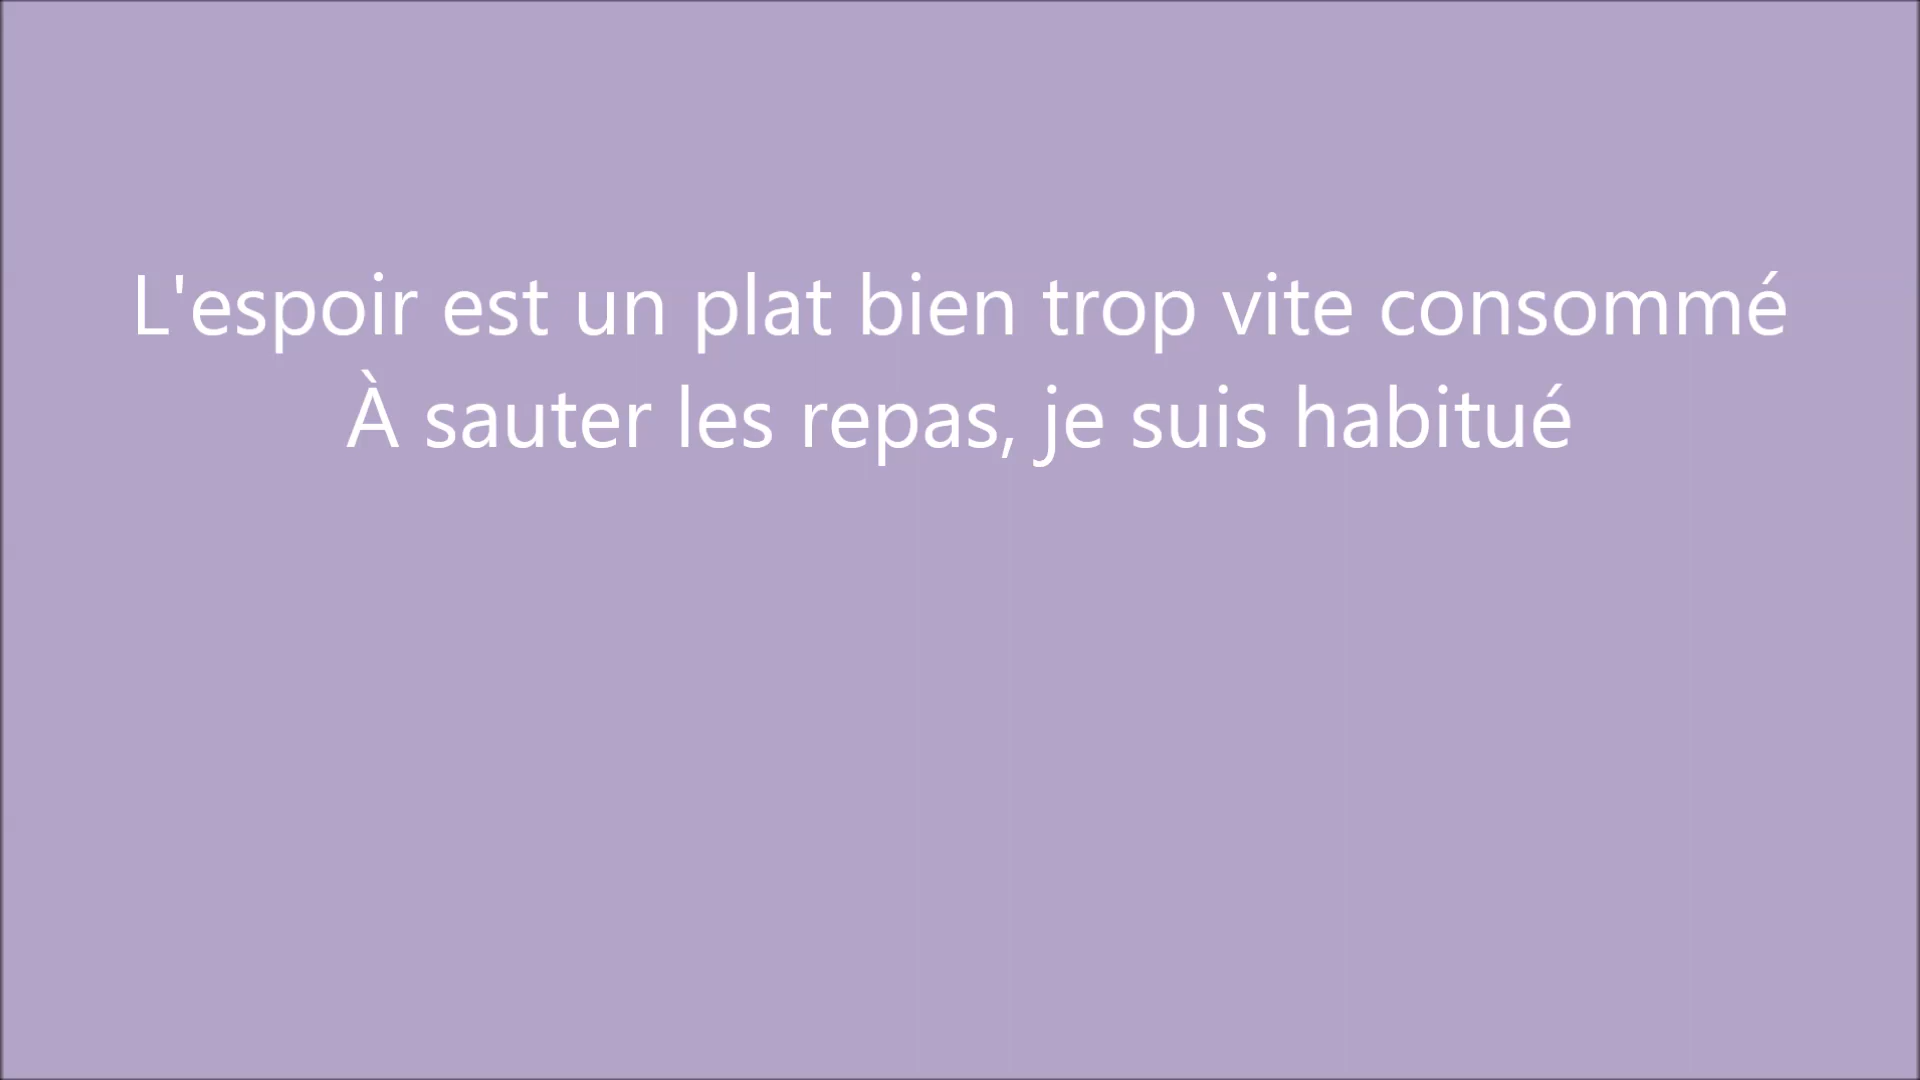 L'espoir est un plat bien trop vite consommé
À sauter les repas, je suis habitué